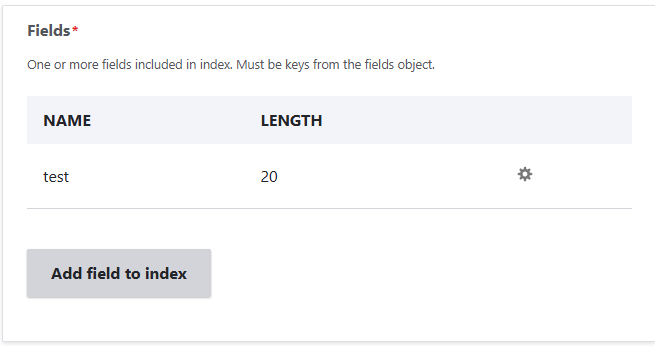 Fields*
One or more fields included in index. Must be keys from the fields object.
NAME LENGTH
test 20
Add field to index